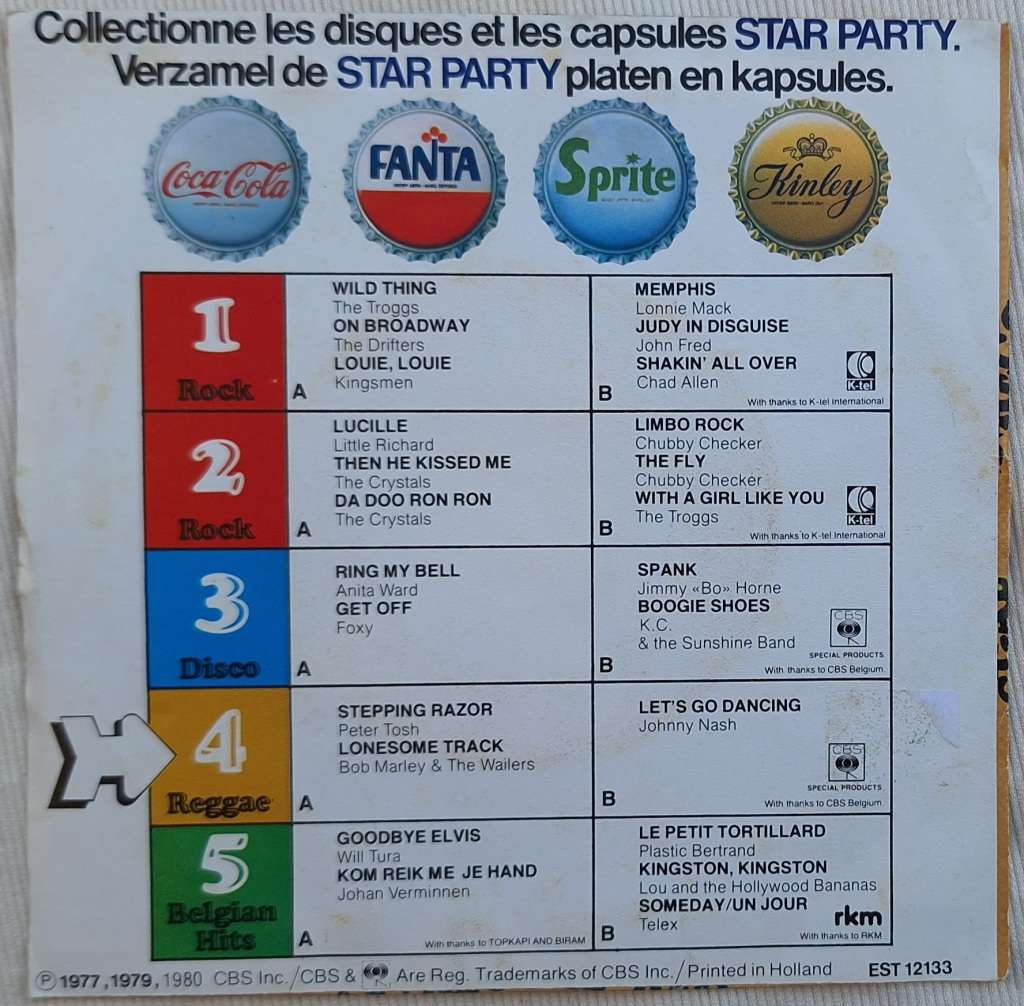 Collectionne les disques et les capsules STAR PARTY.
Verzamel de STAR PARTY platen en kapsules.
Coca-Cola
FANTA
Sprite
Kinley
1
Rock
A
WILD THING
The Troggs
ON BROADWAY
The Drifters
LOUIE, LOUIE
Kingsmen
B
MEMPHIS
Lonnie Mack
JUDY IN DISGUISE
John Fred
SHAKIN' ALL OVER
Chad Allen
K-tel
With thanks to K-tel International
2
Rock
A
LUCILLE
Little Richard
THEN HE KISSED ME
The Crystals
DA DOO RON RON
The Crystals
B
LIMBO ROCK
Chubby Checker
THE FLY
Chubby Checker
WITH A GIRL LIKE YOU
The Troggs
K-tel
With thanks to K-tel International
3
Disco
A
RING MY BELL
Anita Ward
GET OFF
Foxy
B
SPANK
Jimmy «Bo» Horne
BOOGIE SHOES
K.C.
& the Sunshine Band
CBS
SPECIAL PRODUCTS
With thanks to CBS Belgium.
4
Reggae
A
STEPPING RAZOR
Peter Tosh
LONESOME TRACK
Bob Marley & The Wailers
B
LET'S GO DANCING
Johnny Nash
CBS
SPECIAL PRODUCTS
With thanks to CBS Belgium.
5
Belgian
Hits
A
GOODBYE ELVIS
Will Tura
KOM REIK ME JE HAND
Johan Verminnen
With thanks to TOPKAPI AND BIRAM
B
LE PETIT TORTILLARD
Plastic Bertrand
KINGSTON, KINGSTON
Lou and the Hollywood Bananas
SOMEDAY/UN JOUR
Telex
rkm
With thanks to RKM
℗ 1977, 1979, 1980 CBS Inc./CBS & Are Reg. Trademarks of CBS Inc./Printed in Holland EST 12133